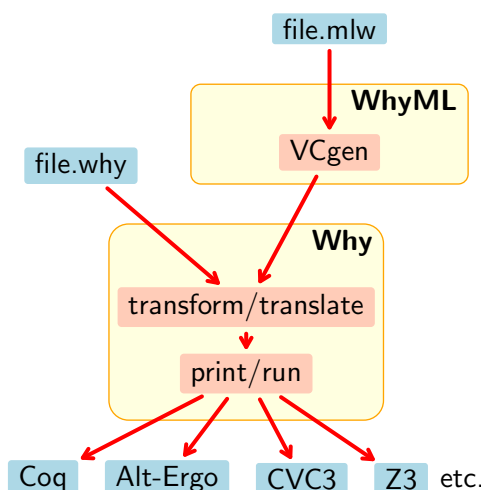 file.mlw
WhyML
VCgen
file.why
Why
transform/translate
print/run
Coq Alt-Ergo CVC3 Z3 etc.